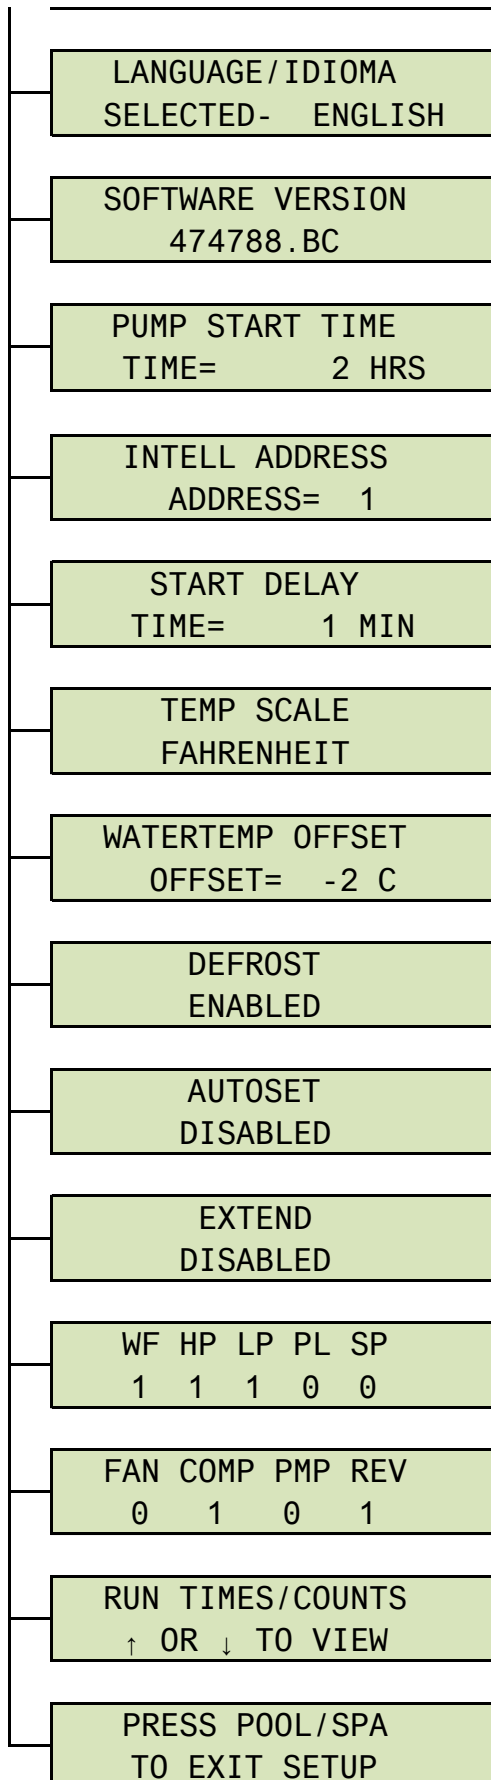 LANGUAGE/IDIOMA
SELECTED- ENGLISH
SOFTWARE VERSION
474788.BC
PUMP START TIME
TIME= 2 HRS
INTELL ADDRESS
ADDRESS= 1
START DELAY
TIME= 1 MIN
TEMP SCALE
FAHRENHEIT
WATERTEMP OFFSET
OFFSET= -2 C
DEFROST
ENABLED
AUTOSET
DISABLED
EXTEND
DISABLED
WF HP LP PL SP
1 1 1 0 0
FAN COMP PMP REV
0 1 0 1
RUN TIMES/COUNTS
↑ OR ↓ TO VIEW
PRESS POOL/SPA
TO EXIT SETUP